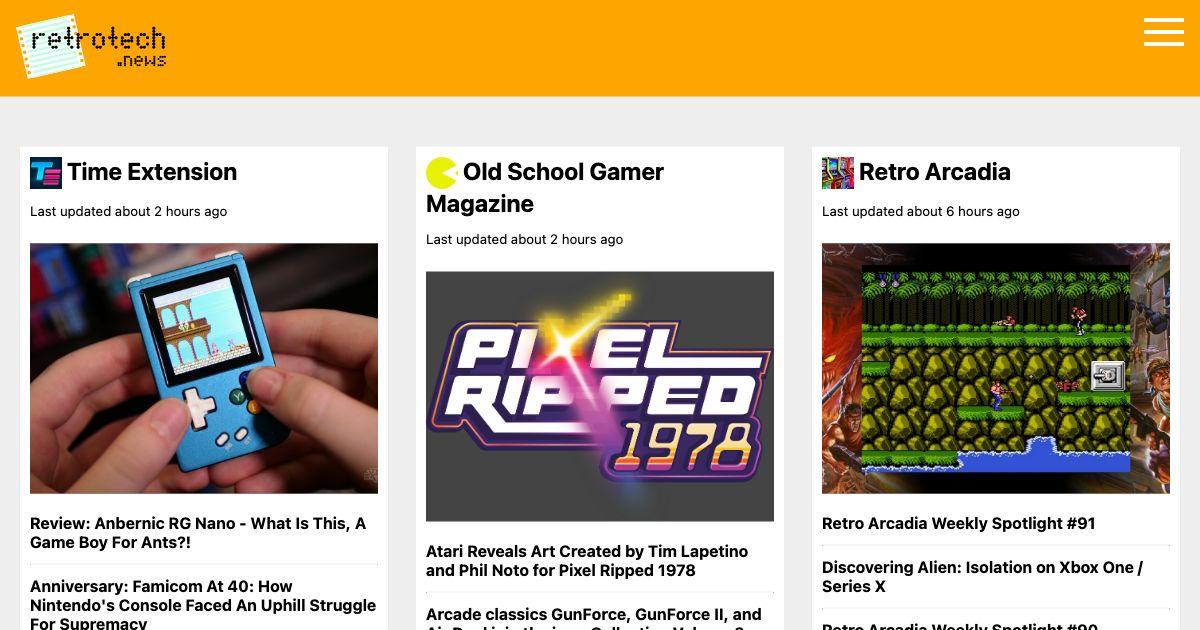 retrotech
.news
Time Extension
Last updated about 2 hours ago
Review: Anbernic RG Nano - What Is This, A
Game Boy For Ants?!
Anniversary: Famicom At 40: How
Nintendo's Console Faced An Uphill Struggle
For Supremacy
Old School Gamer
Magazine
Last updated about 2 hours ago
PIXEL
RIPPED
1978
Atari Reveals Art Created by Tim Lapetino
and Phil Noto for Pixel Ripped 1978
Arcade classics GunForce, GunForce II, and
Retro Arcadia
Last updated about 6 hours ago
Retro Arcadia Weekly Spotlight #91
Discovering Alien: Isolation on Xbox One /
Series X
Retro Arcadia Weekly Spotlight #90